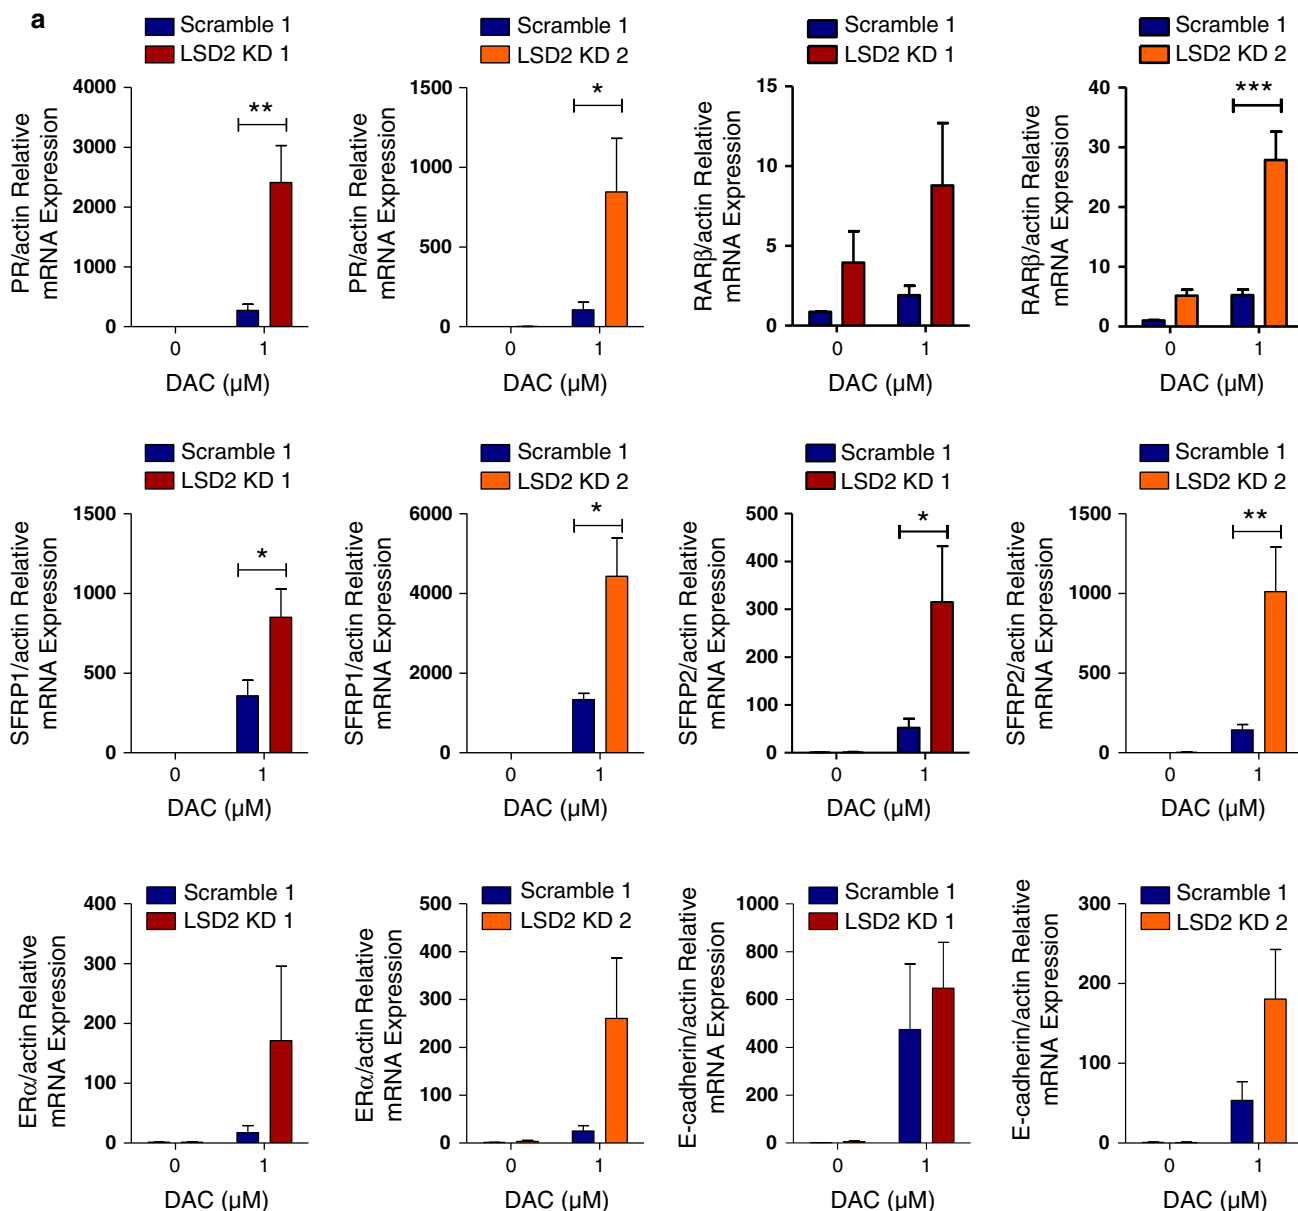 a
Scramble 1
LSD2 KD 1
PR/actin Relative
mRNA Expression
4000
3000
2000
1000
0
**
0 1
DAC (µM)
Scramble 1
LSD2 KD 2
PR/actin Relative
mRNA Expression
1500
1000
500
0
*
0 1
DAC (µM)
Scramble 1
LSD2 KD 1
RARβ/actin Relative
mRNA Expression
15
10
5
0
0 1
DAC (µM)
Scramble 1
LSD2 KD 2
RARβ/actin Relative
mRNA Expression
40
30
20
10
0
***
0 1
DAC (µM)
Scramble 1
LSD2 KD 1
SFRP1/actin Relative
mRNA Expression
1500
1000
500
0
*
0 1
DAC (µM)
Scramble 1
LSD2 KD 2
SFRP1/actin Relative
mRNA Expression
6000
4000
2000
0
*
0 1
DAC (µM)
Scramble 1
LSD2 KD 1
SFRP2/actin Relative
mRNA Expression
500
400
300
200
100
0
*
0 1
DAC (µM)
Scramble 1
LSD2 KD 2
SFRP2/actin Relative
mRNA Expression
1500
1000
500
0
**
0 1
DAC (µM)
Scramble 1
LSD2 KD 1
ERα/actin Relative
mRNA Expression
400
300
200
100
0
0 1
DAC (µM)
Scramble 1
LSD2 KD 2
ERα/actin Relative
mRNA Expression
500
400
300
200
100
0
0 1
DAC (µM)
Scramble 1
LSD2 KD 1
E-cadherin/actin Relative
mRNA Expression
1000
800
600
400
200
0
0 1
DAC (µM)
Scramble 1
LSD2 KD 2
E-cadherin/actin Relative
mRNA Expression
300
200
100
0
0 1
DAC (µM)